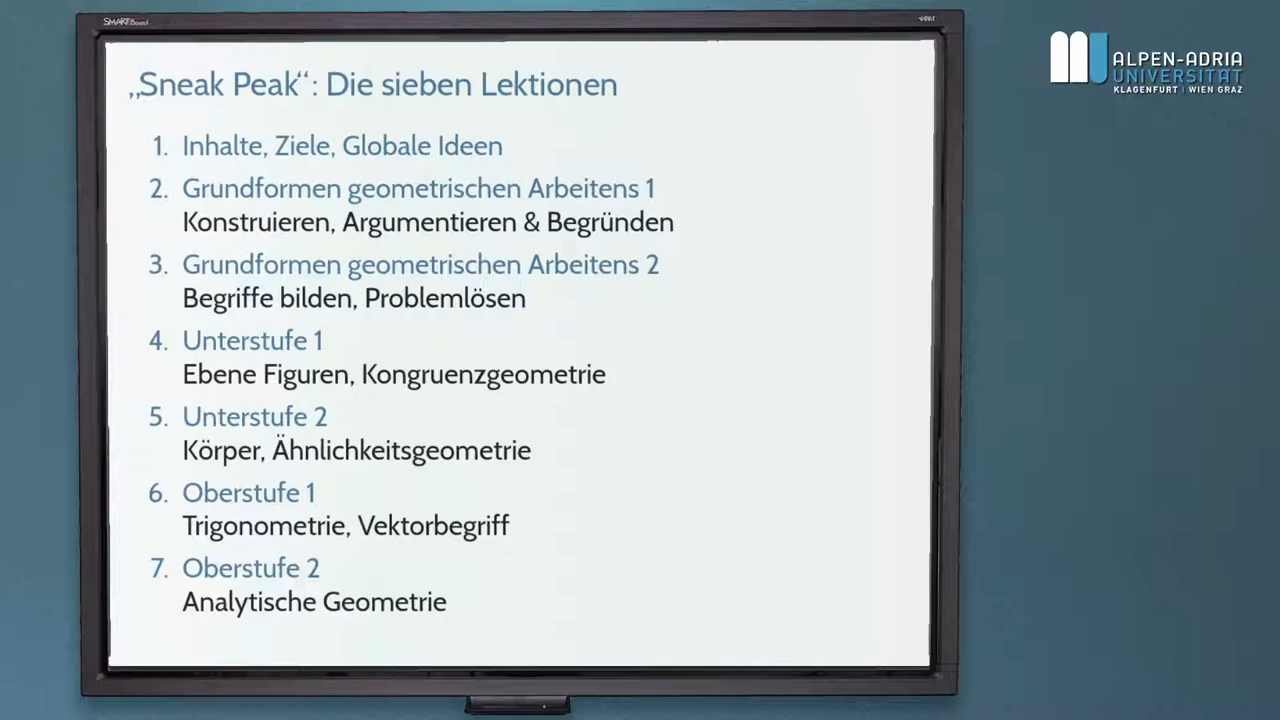 SMART Board
„Sneak Peak“: Die sieben Lektionen
1. Inhalte, Ziele, Globale Ideen
2. Grundformen geometrischen Arbeitens 1
Konstruieren, Argumentieren & Begründen
3. Grundformen geometrischen Arbeitens 2
Begriffe bilden, Problemlösen
4. Unterstufe 1
Ebene Figuren, Kongruenzgeometrie
5. Unterstufe 2
Körper, Ähnlichkeitsgeometrie
6. Oberstufe 1
Trigonometrie, Vektorbegriff
7. Oberstufe 2
Analytische Geometrie
ALPEN-ADRIA
UNIVERSITÄT
KLAGENFURT | WIEN GRAZ